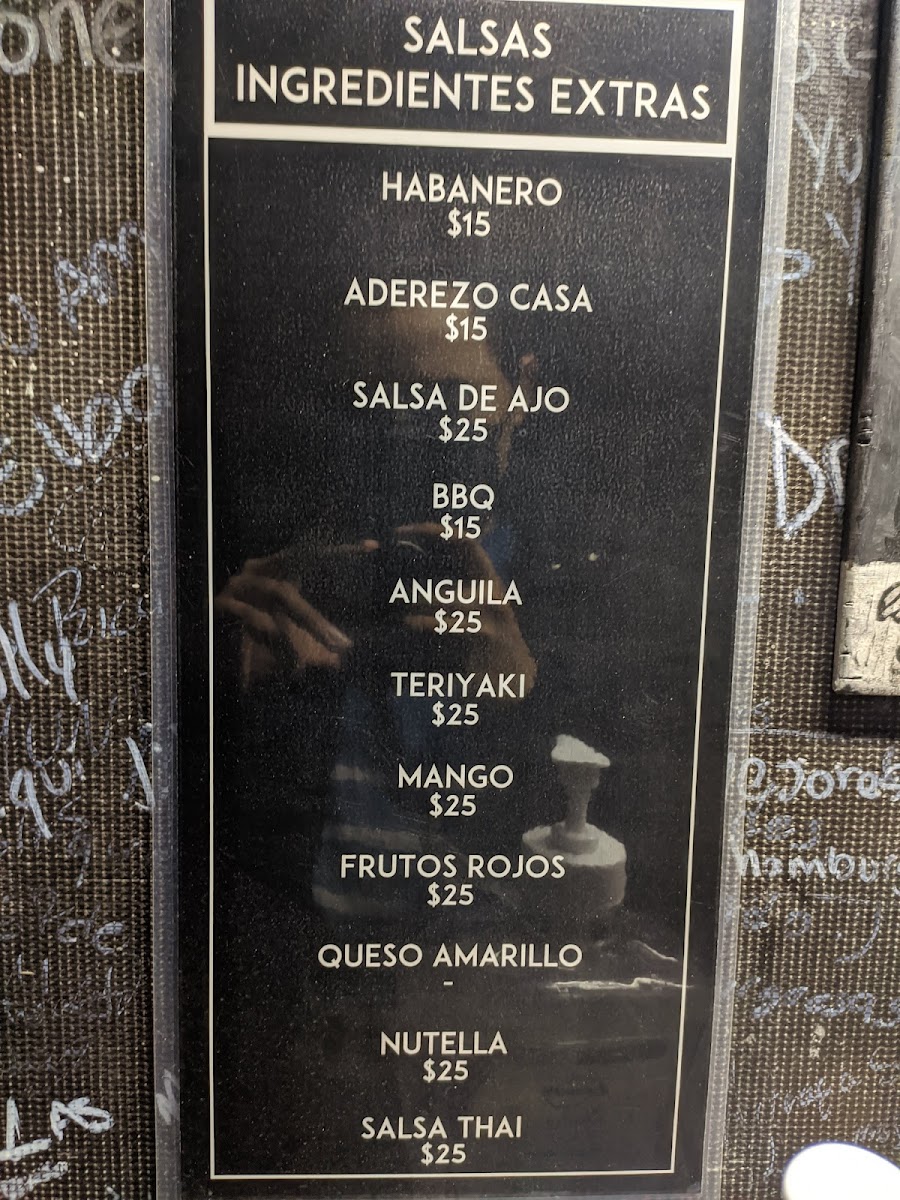 SALSAS
INGREDIENTES EXTRAS
HABANERO
$15
ADEREZO CASA
$15
SALSA DE AJO
$25
BBQ
$15
ANGUILA
$25
TERIYAKI
$25
MANGO
$25
FRUTOS ROJOS
$25
QUESO AMARILLO
-
NUTELLA
$25
SALSA THAI
$25